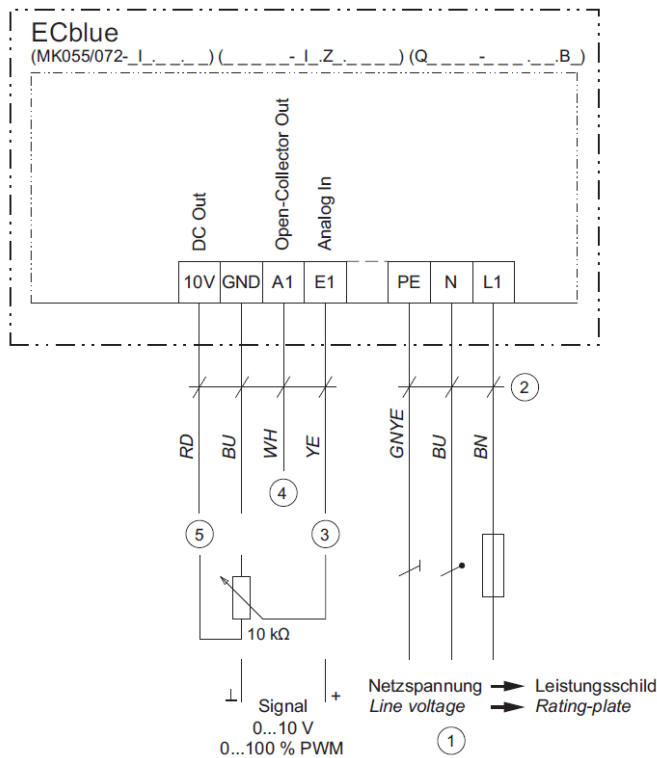 ECblue
(MK055/072-_I_._ _._ _) (_ _ _ _ _-_I_.Z_._ _ _ _) (Q_ _ _ _-_ _ _._ _.B_)
DC Out
Open-Collector Out
Analog In
10V GND A1 E1 PE N L1
2
RD BU WH YE GNYE BU BN
4
5 3
10 kΩ
⊥ +
Signal
0...10 V
0...100 % PWM
Netzspannung → Leistungsschild
Line voltage → Rating-plate
1